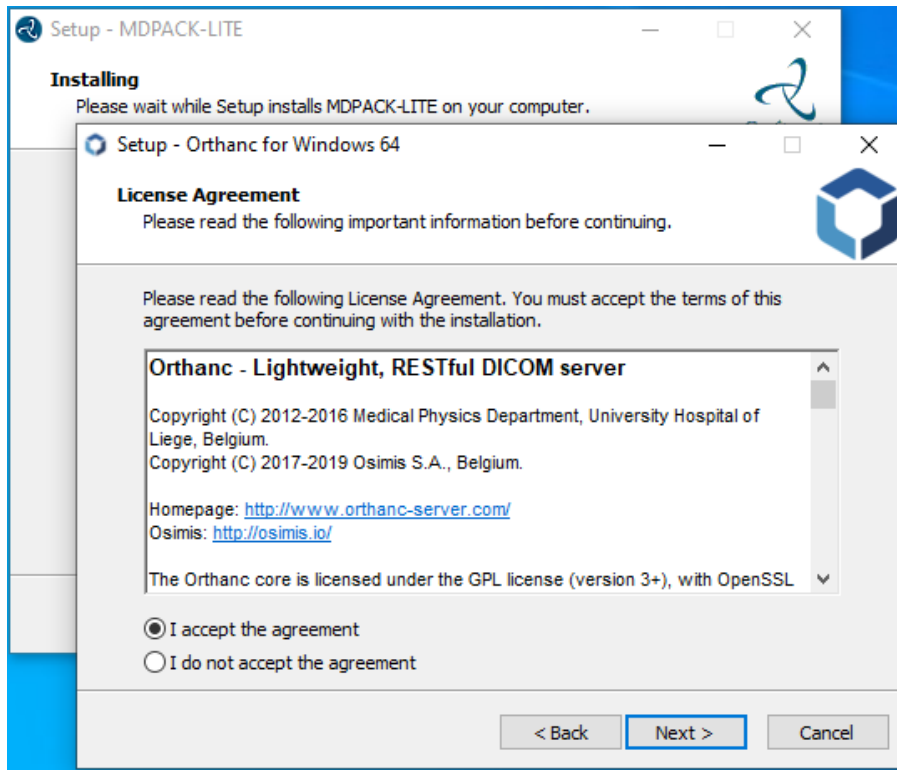 Setup - MDPACK-LITE
Installing
Please wait while Setup installs MDPACK-LITE on your computer.
Setup - Orthanc for Windows 64
License Agreement
Please read the following important information before continuing.
Please read the following License Agreement. You must accept the terms of this
agreement before continuing with the installation.
Orthanc - Lightweight, RESTful DICOM server
Copyright (C) 2012-2016 Medical Physics Department, University Hospital of
Liege, Belgium.
Copyright (C) 2017-2019 Osimis S.A., Belgium.
Homepage: http://www.orthanc-server.com/
Osimis: http://osimis.io/
The Orthanc core is licensed under the GPL license (version 3+), with OpenSSL
I accept the agreement
I do not accept the agreement
< Back
Next >
Cancel